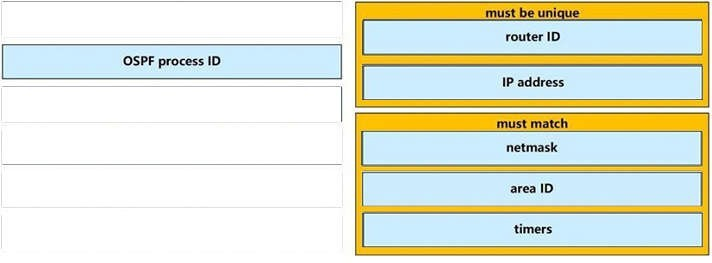 OSPF process ID
must be unique
router ID
IP address
must match
netmask
area ID
timers